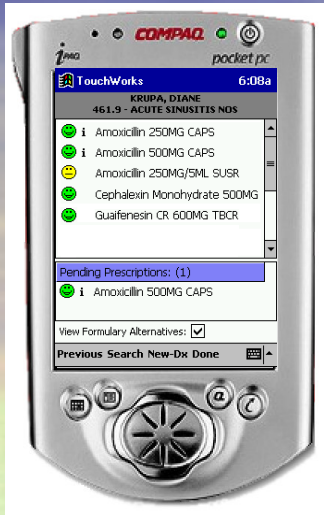 COMPAQ
iPAQ
pocket pc
TouchWorks 6:08a
KRUPA, DIANE
461.9 - ACUTE SINUSITIS NOS
i Amoxicillin 250MG CAPS
i Amoxicillin 500MG CAPS
Amoxicillin 250MG/5ML SUSR
Cephalexin Monohydrate 500MG
Guaifenesin CR 600MG TBCR
Pending Prescriptions: (1)
i Amoxicillin 500MG CAPS
View Formulary Alternatives:
Previous Search New-Dx Done